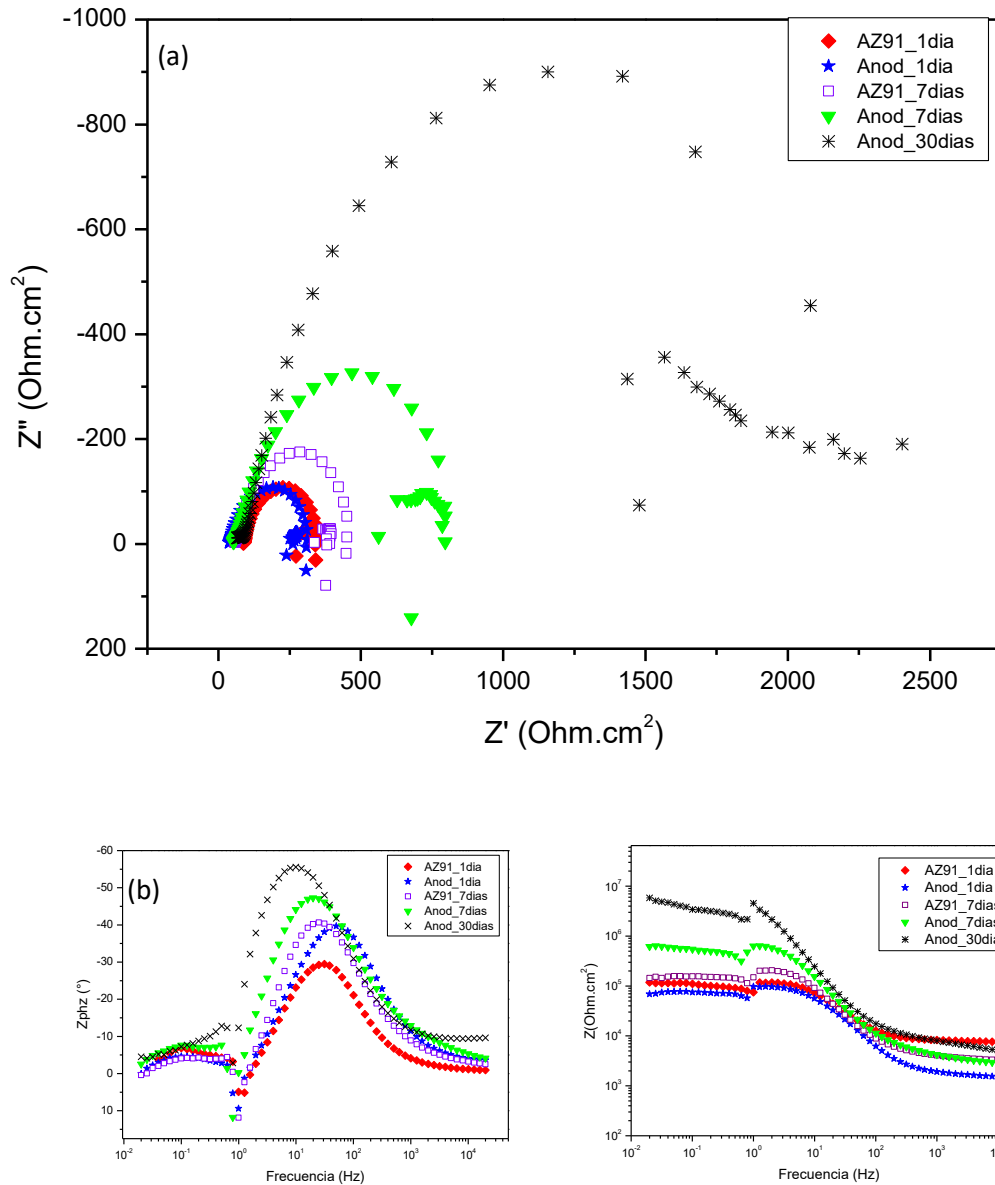 -1000
-800
-600
-400
-200
0
200
Z'' (Ohm.cm²)
(a)
AZ91_1dia
Anod_1dia
AZ91_7dias
Anod_7dias
Anod_30dias
0 500 1000 1500 2000 2500
Z' (Ohm.cm²)
-60
-50
-40
-30
-20
-10
0
10
Zphz (°)
(b)
AZ91_1dia
Anod_1dia
AZ91_7dias
Anod_7dias
Anod_30dias
10⁻² 10⁻¹ 10⁰ 10¹ 10² 10³ 10⁴
Frecuencia (Hz)
10⁷
10⁶
10⁵
10⁴
10³
10²
Z(Ohm.cm²)
AZ91_1dia
Anod_1dia
AZ91_7dias
Anod_7dias
Anod_30dias
10⁻² 10⁻¹ 10⁰ 10¹ 10² 10³
Frecuencia (Hz)